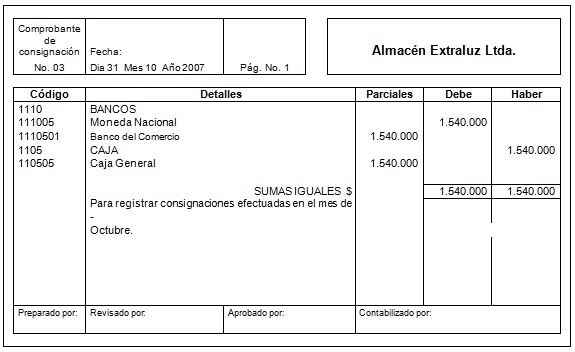 Comprobante
de
consignación
No. 03
Fecha:
Dia 31 Mes 10 Año 2007
Pág. No. 1
Almacén Extraluz Ltda.
Código Detalles Parciales Debe Haber
1110 BANCOS
111005 Moneda Nacional 1.540.000
1110501 Banco del Comercio 1.540.000
1105 CAJA 1.540.000
110505 Caja General 1.540.000
SUMAS IGUALES $ 1.540.000 1.540.000
Para registrar consignaciones efectuadas en el mes de
-
Octubre.
Preparado por: Revisado por: Aprobado por: Contabilizado por: